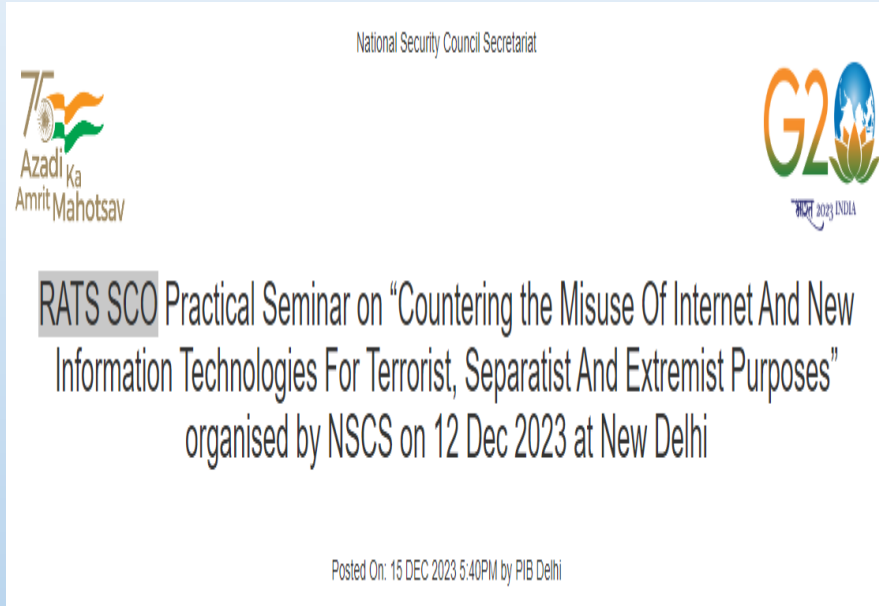 National Security Council Secretariat
75
Azadi Ka
Amrit Mahotsav
G20
भारत 2023 INDIA
RATS SCO Practical Seminar on “Countering the Misuse Of Internet And New
Information Technologies For Terrorist, Separatist And Extremist Purposes”
organised by NSCS on 12 Dec 2023 at New Delhi
Posted On: 15 DEC 2023 5:40PM by PIB Delhi